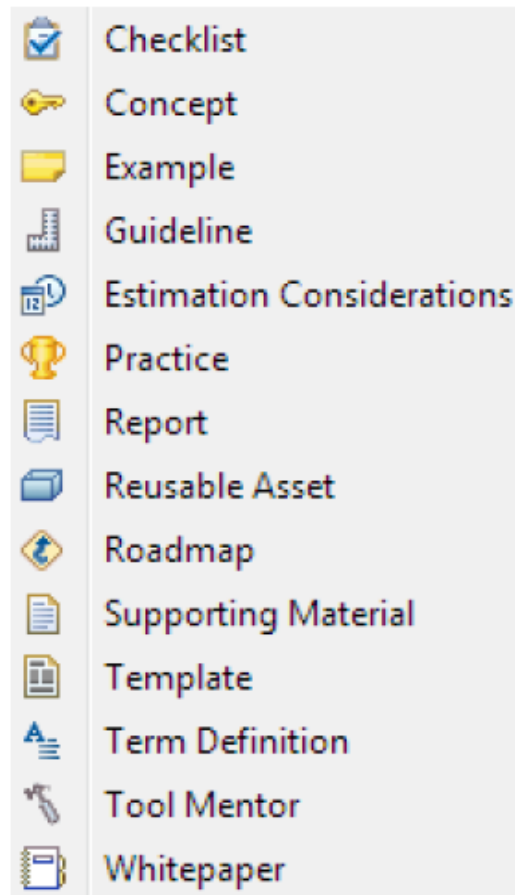 Checklist
Concept
Example
Guideline
Estimation Considerations
Practice
Report
Reusable Asset
Roadmap
Supporting Material
Template
Term Definition
Tool Mentor
Whitepaper